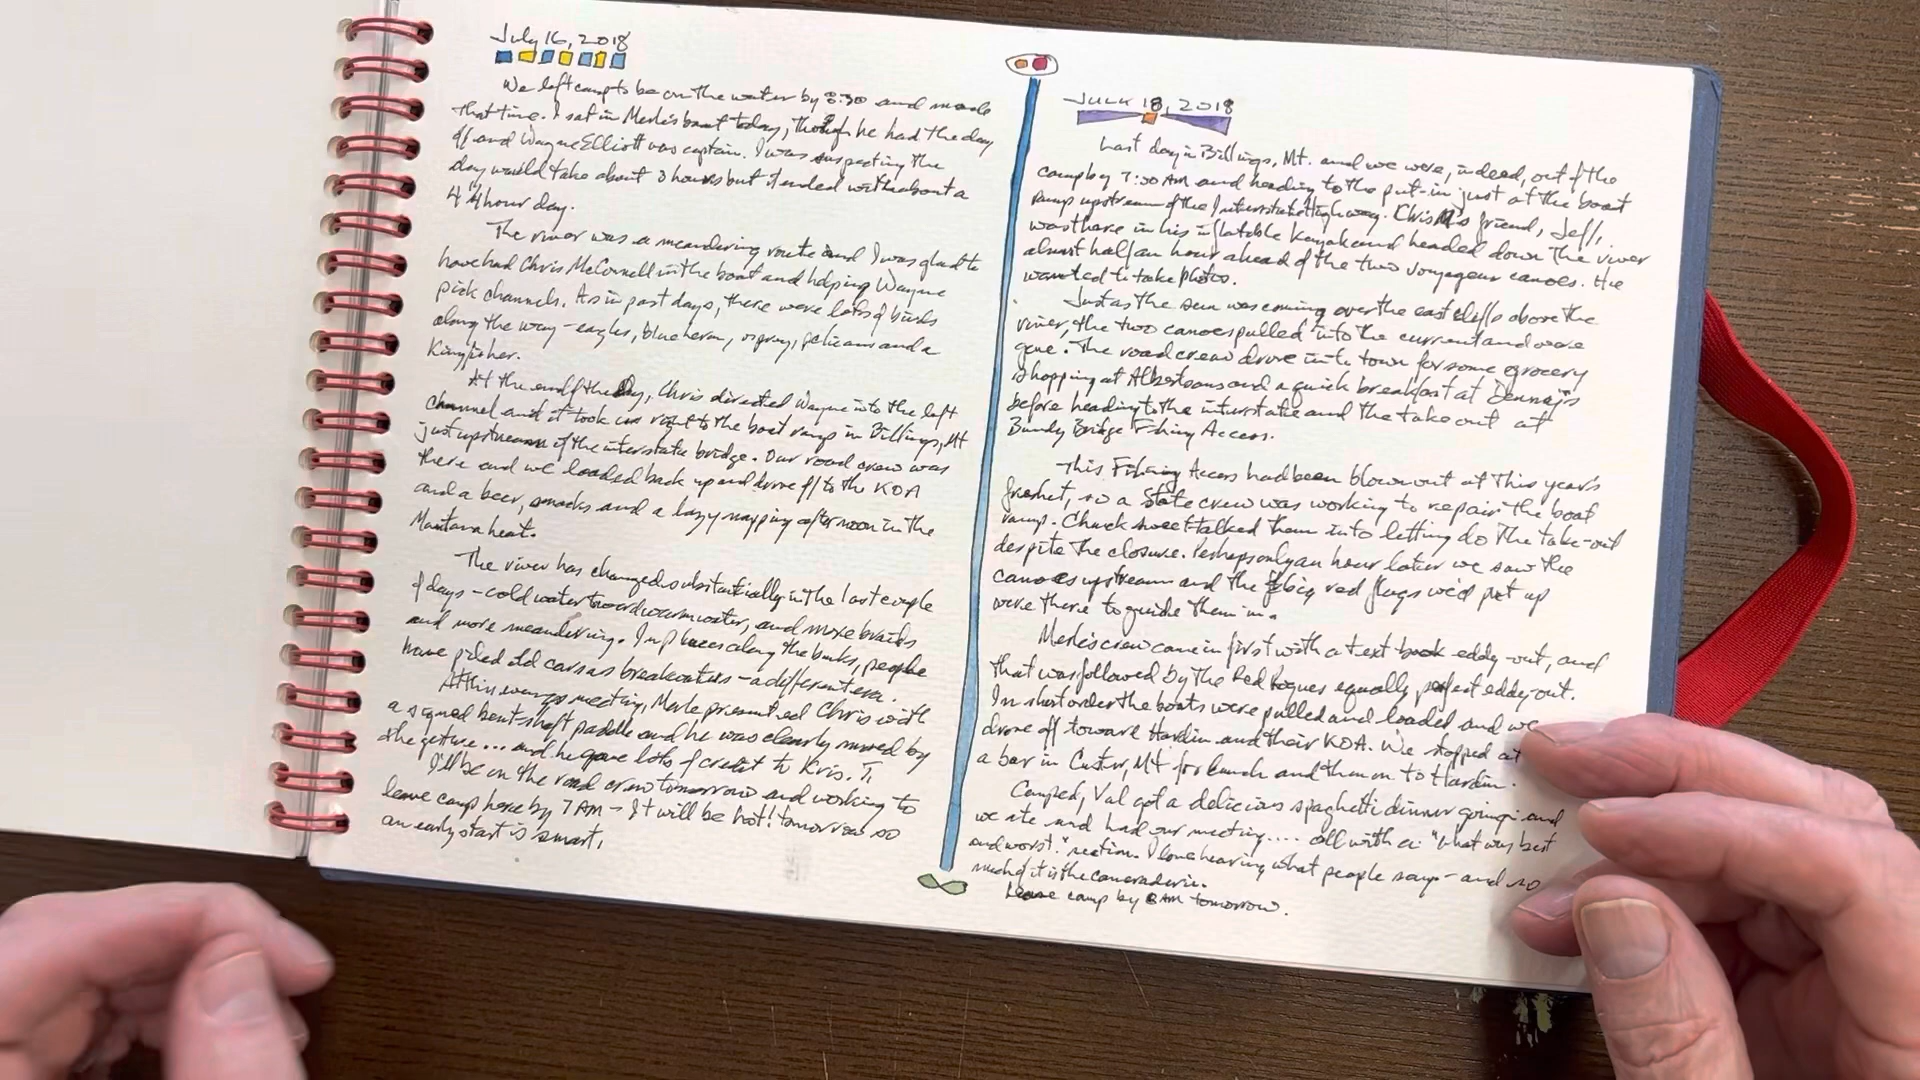 July 16, 2018
We left camp to be on the water by 8:30 and made
that time. I sat in Merle's boat today, though he had the day
off and Wayne Elliott was captain. I was suspecting the
day would take about 3 hours but it ended with about a
4 1/4 hour day.
The river was a meandering route and I was glad to
have had Chris McConnell in the boat and helping Wayne
pick channels. As in past days, there were lots of birds
along the way - eagles, blue heron, osprey, pelicans and a
Kingfisher.
At the end of the day, Chris directed Wayne into the left
channel and it took us right to the boat ramp in Billings, Mt
just upstream of the interstate bridge. Our road crew was
there and we loaded back up and drove off to the KOA
and a beer, snacks and a lazy napping afternoon in the
Montana heat.
The river has changed substantially in the last couple
of days - cold water toward warm water, and more braids
and more meandering. In places along the banks, people
have piled old cars as breakwaters - a different era.
At this evenings meeting, Merle presented Chris with
a signed bent-shaft paddle and he was clearly moved by
the gesture... and he gave lots of credit to Kris. T.
I'll be on the road crew tomorrow and working to
leave camp here by 7 AM - It will be hot! tomorrow so
an early start is smart.
July 18, 2018
Last day in Billings, Mt. and we were, indeed, out of the
camp by 7:30 AM and heading to the put-in just at the boat
ramp upstream of the Interstate Highway. Chris M's friend, Jeff,
was there in his inflatable kayak and headed down the river
almost half an hour ahead of the two voyageur canoes. He
wanted to take photos.
Just as the sun was coming over the east cliffs above the
river, the two canoes pulled into the current and were
gone. The road crew drove into town for some grocery
shopping at Albertsons and a quick breakfast at Denny's
before heading to the interstate and the take out at
Bundy Bridge Fishing Access.
This Fishing Access had been blown out at this year's
freshet, so a State crew was working to repair the boat
ramp. Chuck sweet talked them into letting do the take-out
despite the closure. Perhaps only an hour later we saw the
canoes upstream and the big red flags we'd put up
were there to guide them in.
Merle's crew came in first with a text book eddy-out, and
that was followed by the Red Rogues equally perfect eddy-out.
In short order the boats were pulled and loaded and we
drove off toward Hardin and their KOA. We stopped at
a bar in Custer, MT for lunch and then on to Hardin.
Camped, Val got a delicious spaghetti dinner going and
we ate and had our meeting.... all with a "what was best
and worst" section. I love hearing what people say - and so
much of it is the camaraderie.
Leave camp by 8 AM tomorrow.